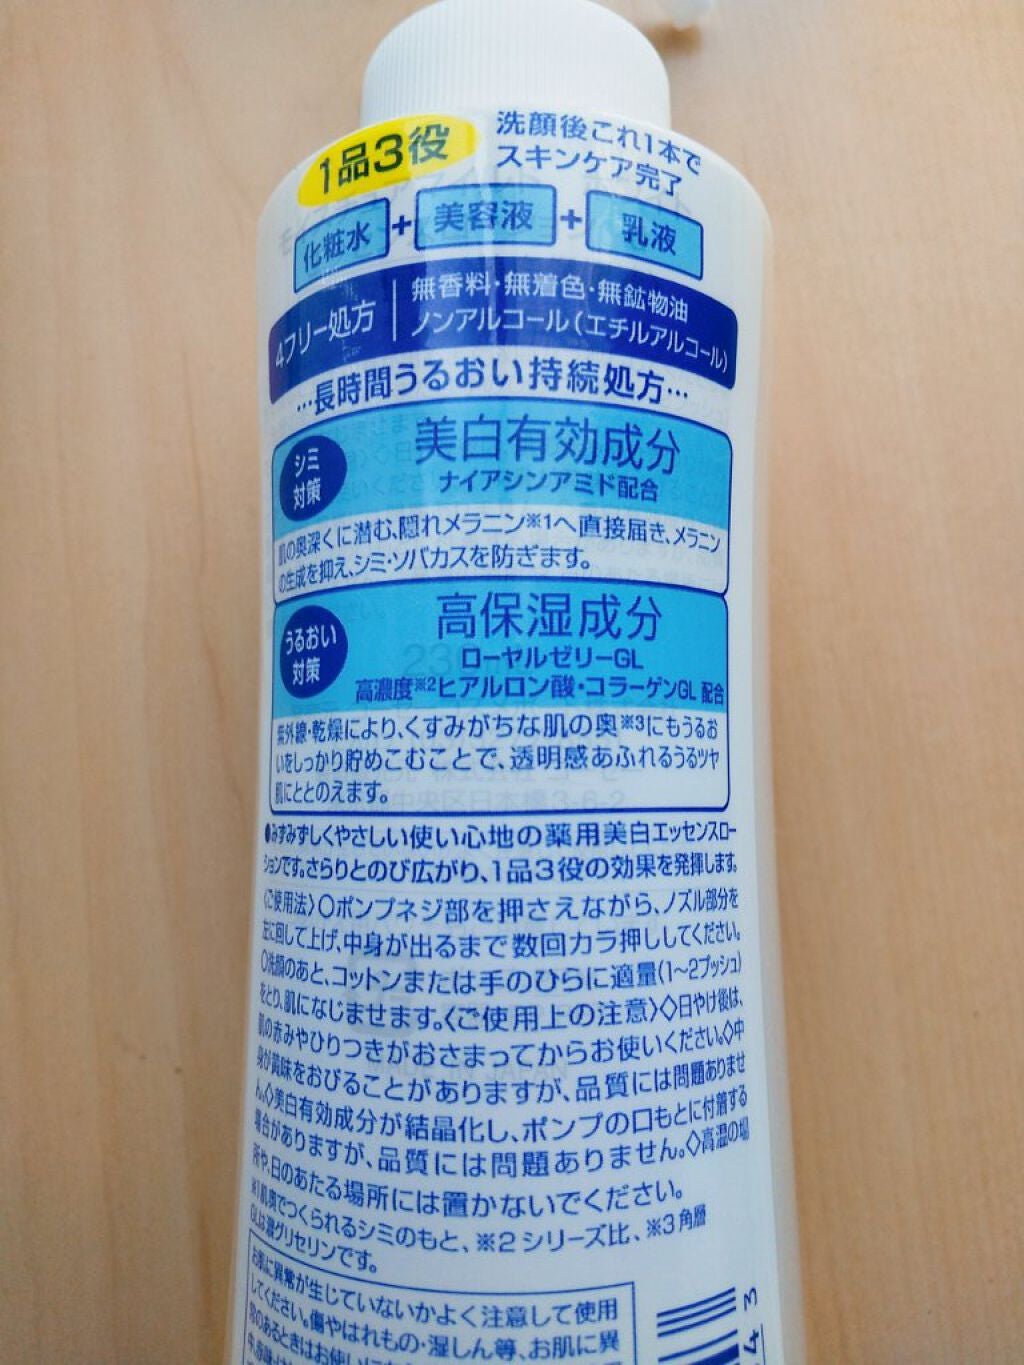 1品3役
洗顔後これ1本で
スキンケア完了
化粧水+美容液+乳液
4フリー処方
無香料・無着色・無鉱物油
ノンアルコール(エチルアルコール)
…長時間うるおい持続処方…
シミ
対策
美白有効成分
ナイアシンアミド配合
肌の奥深くに潜む、隠れメラニン※1へ直接届き、メラニン
の生成を抑え、シミ・ソバカスを防ぎます。
うるおい
対策
高保湿成分
ローヤルゼリーGL
高濃度※2ヒアルロン酸・コラーゲンGL 配合
紫外線・乾燥により、くすみがちな肌の奥※3にもうるお
いをしっかり貯めこむことで、透明感あふれるうるツヤ
肌にととのえます。
●みずみずしくやさしい使い心地の薬用美白エッセンスロー
ションです。さらりとのび広がり、1品3役の効果を発揮します。
〈ご使用法〉○ポンプネジ部を押さえながら、ノズル部分を
左に回して上げ、中身が出るまで数回カラ押ししてください。
○洗顔のあと、コットンまたは手のひらに適量(1〜2プッシュ)
をとり、肌になじませます。〈ご使用上の注意〉◇日やけ後は、
肌の赤みやひりつきがおさまってからお使いください。◇中
身が黄味をおびることがありますが、品質には問題ありませ
ん。◇美白有効成分が結晶化し、ポンプの口もとに付着する
場合がありますが、品質には問題ありません。◇高温の場
所や、日のあたる場所には置かないでください。
※1肌奥でつくられるシミのもと、※2シリーズ比、※3角層
GLは濃グリセリンです。
お肌に異常が生じていないかよく注意して使用
してください。傷やはれもの・湿しん等、お肌に異
常のあるときはお使いに